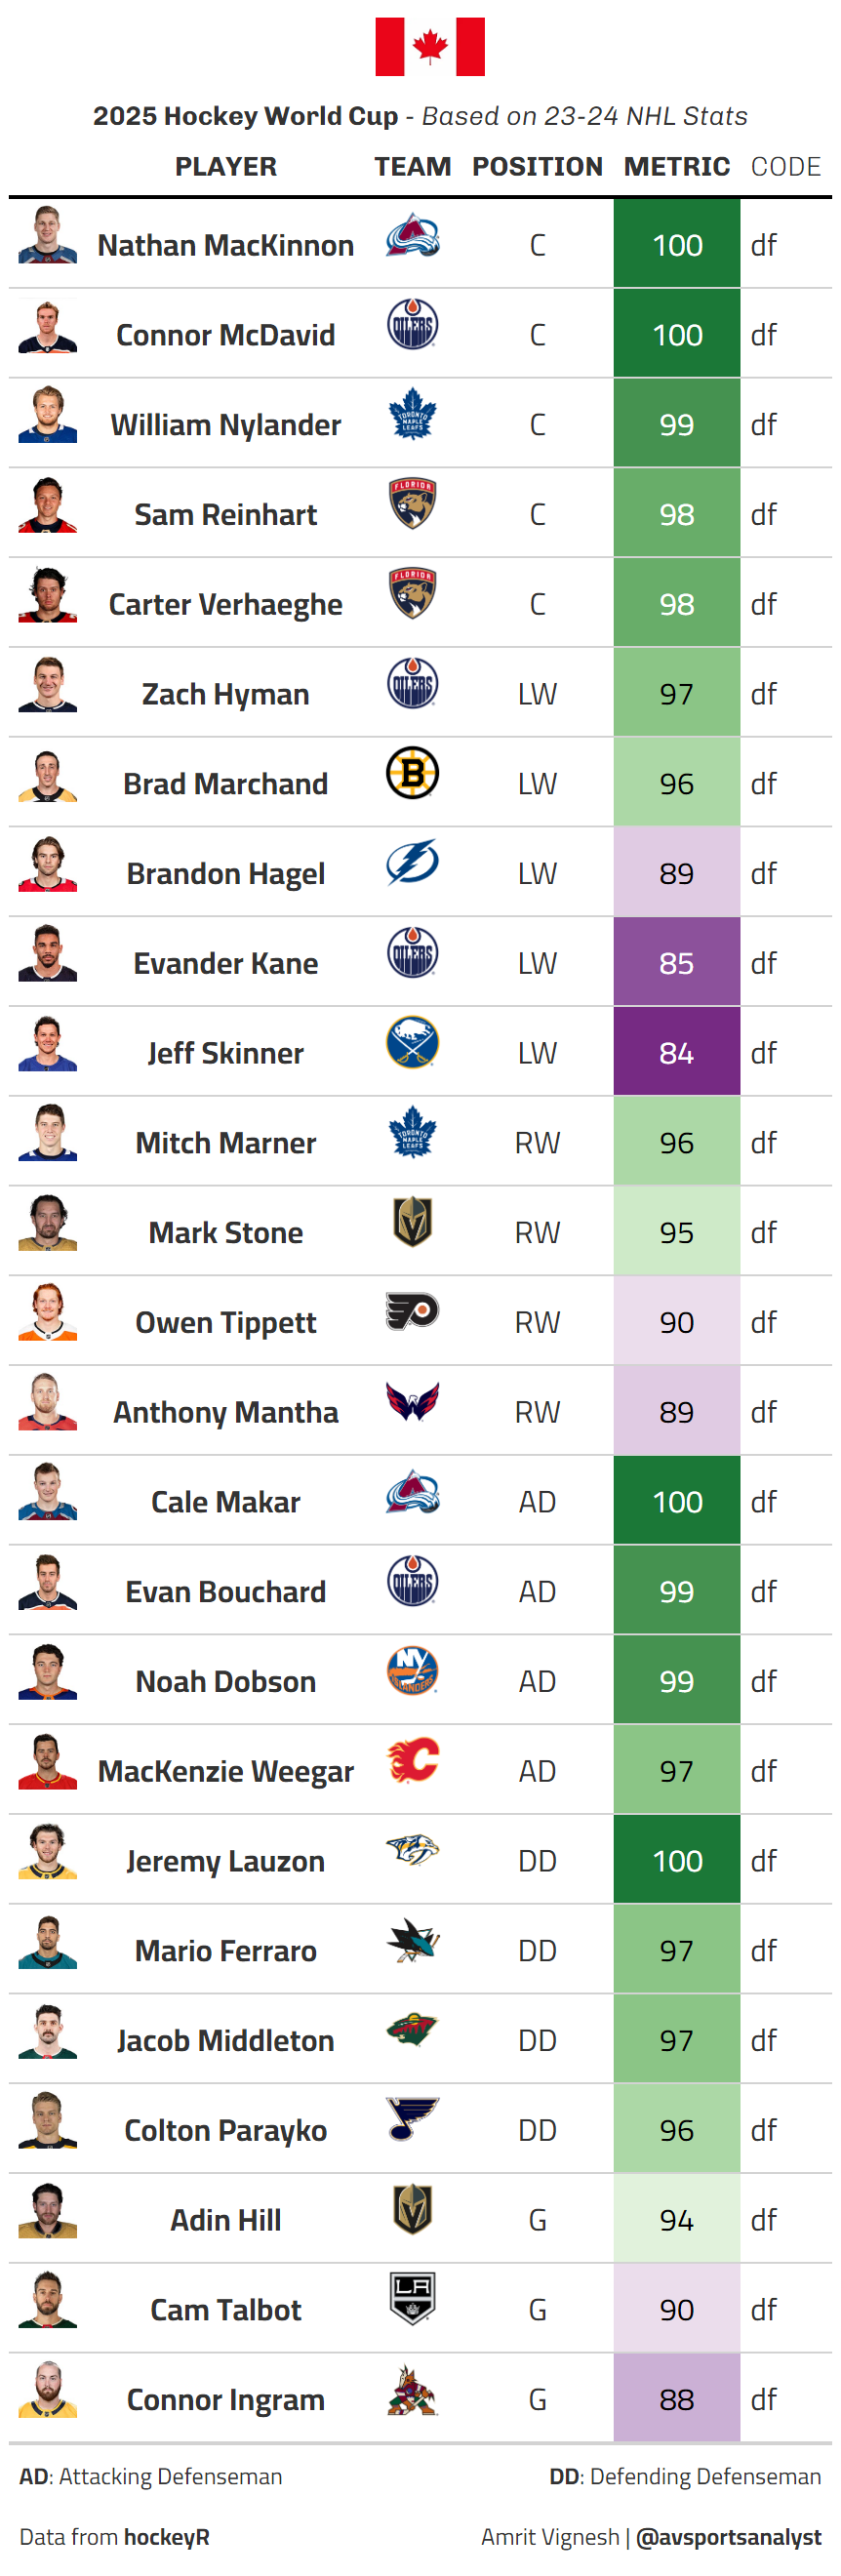 2025 Hockey World Cup - Based on 23-24 NHL Stats
PLAYER TEAM POSITION METRIC CODE
Nathan MacKinnon C 100 df
Connor McDavid OILERS C 100 df
William Nylander TORONTO MAPLE LEAFS C 99 df
Sam Reinhart FLORIDA C 98 df
Carter Verhaeghe FLORIDA C 98 df
Zach Hyman OILERS LW 97 df
Brad Marchand B LW 96 df
Brandon Hagel LW 89 df
Evander Kane OILERS LW 85 df
Jeff Skinner LW 84 df
Mitch Marner TORONTO MAPLE LEAFS RW 96 df
Mark Stone RW 95 df
Owen Tippett RW 90 df
Anthony Mantha RW 89 df
Cale Makar AD 100 df
Evan Bouchard OILERS AD 99 df
Noah Dobson NY ISLANDERS AD 99 df
MacKenzie Weegar C AD 97 df
Jeremy Lauzon DD 100 df
Mario Ferraro DD 97 df
Jacob Middleton DD 97 df
Colton Parayko DD 96 df
Adin Hill G 94 df
Cam Talbot LA G 90 df
Connor Ingram G 88 df
AD: Attacking Defenseman DD: Defending Defenseman
Data from hockeyR Amrit Vignesh | @avsportsanalyst